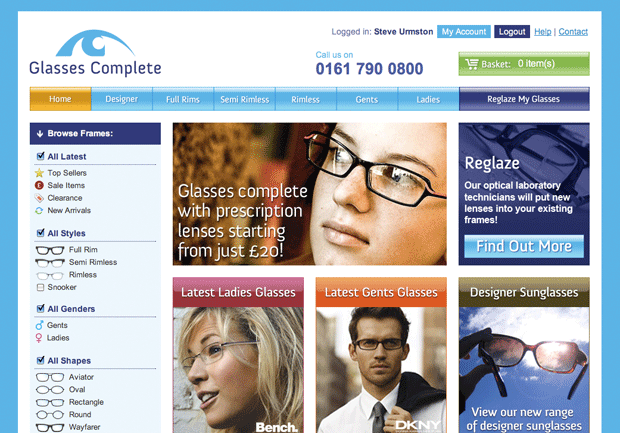 Logged in: Steve Urmston My Account Logout Help | Contact
Glasses Complete
Call us on
0161 790 0800
Basket: 0 item(s)
Home Designer Full Rims Semi Rimless Rimless Gents Ladies Reglaze My Glasses
Browse Frames:
All Latest
Top Sellers
Sale Items
Clearance
New Arrivals
All Styles
Full Rim
Semi Rimless
Rimless
Snooker
All Genders
Gents
Ladies
All Shapes
Aviator
Oval
Rectangle
Round
Wayfarer
Glasses complete
with prescription
lenses starting
from just £20!
Reglaze
Our optical laboratory
technicians will put new
lenses into your existing
frames!
Find Out More
Latest Ladies Glasses
Bench.
Latest Gents Glasses
DKNY
Designer Sunglasses
View our new range
of designer sunglasses